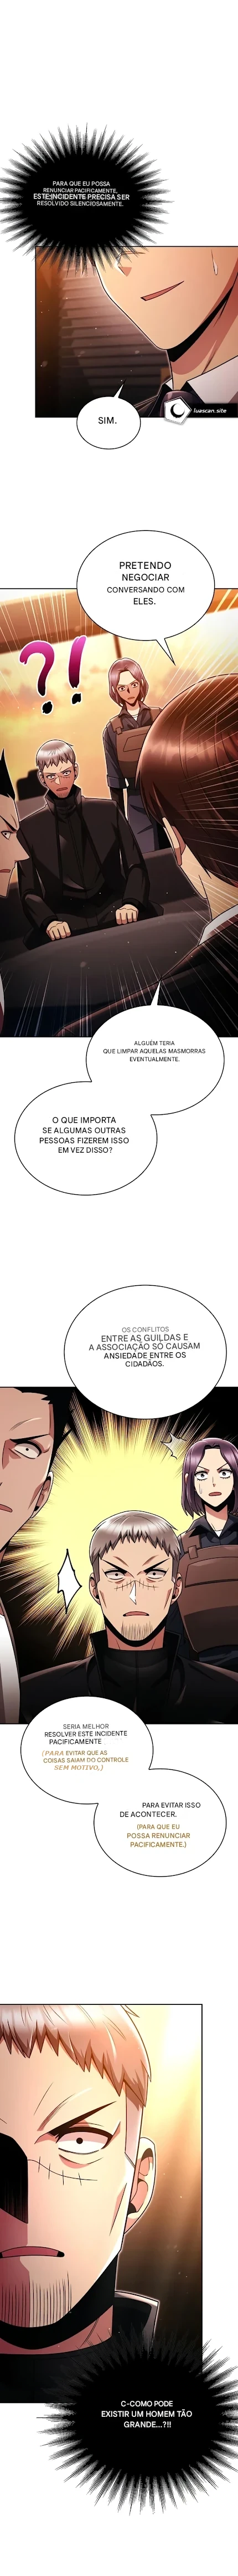 PARA QUE EU POSSA
RENUNCIAR PACIFICAMENTE,
ESTE INCIDENTE PRECISA SER
RESOLVIDO SILENCIOSAMENTE.
SIM.
luascan.site
PRETENDO
NEGOCIAR
CONVERSANDO COM
ELES.
?!
ALGUÉM TERIA
QUE LIMPAR AQUELAS MASMORRAS
EVENTUALMENTE.
O QUE IMPORTA
SE ALGUMAS OUTRAS
PESSOAS FIZEREM ISSO
EM VEZ DISSO?
OS CONFLITOS
ENTRE AS GUILDAS E
A ASSOCIAÇÃO SÓ CAUSAM
ANSIEDADE ENTRE OS
CIDADÃOS.
SERIA MELHOR
RESOLVER ESTE INCIDENTE
PACIFICAMENTE
(PARA EVITAR QUE AS
COISAS SAIAM DO CONTROLE
SEM MOTIVO,)
PARA EVITAR ISSO
DE ACONTECER.
(PARA QUE EU
POSSA RENUNCIAR
PACIFICAMENTE.)
C-COMO PODE
EXISTIR UM HOMEM TÃO
GRANDE...?!!